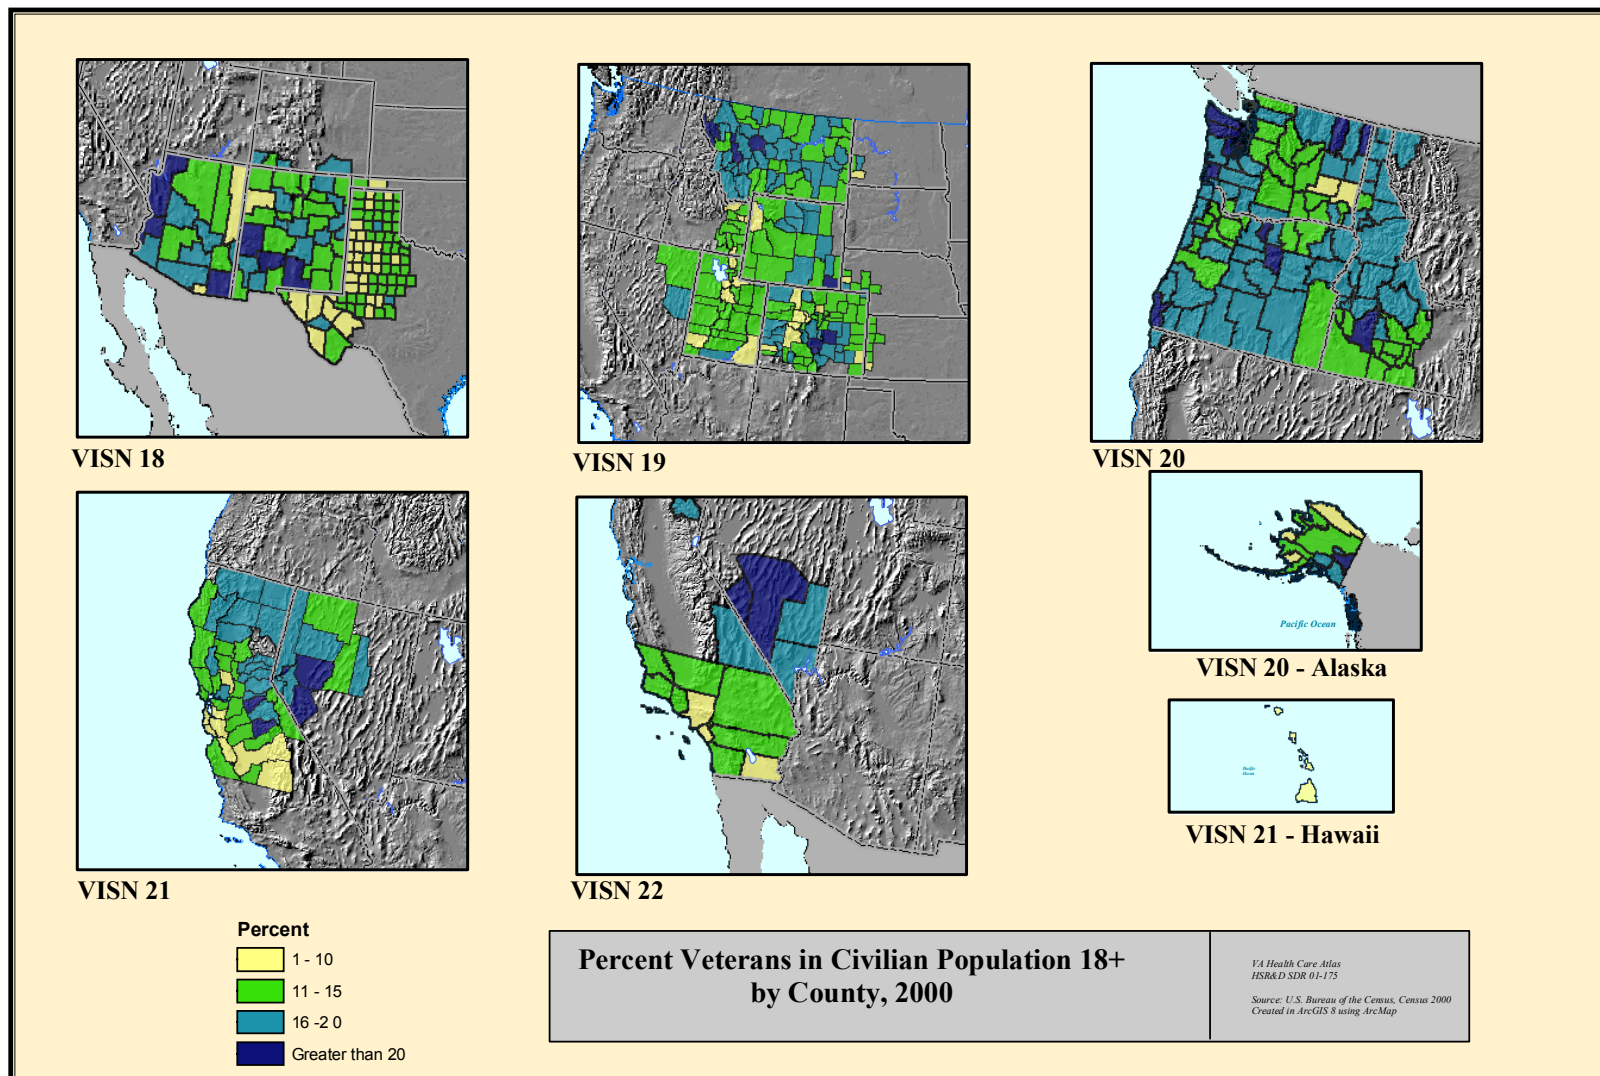 VISN 18
VISN 19
VISN 20
Pacific Ocean
VISN 20 - Alaska
Pacific
Ocean
VISN 21 - Hawaii
VISN 21
VISN 22
Percent
1 - 10
11 - 15
16 -2 0
Greater than 20
Percent Veterans in Civilian Population 18+
by County, 2000
VA Health Care Atlas
HSR&D SDR 01-175
Source: U.S. Bureau of the Census, Census 2000
Created in ArcGIS 8 using ArcMap